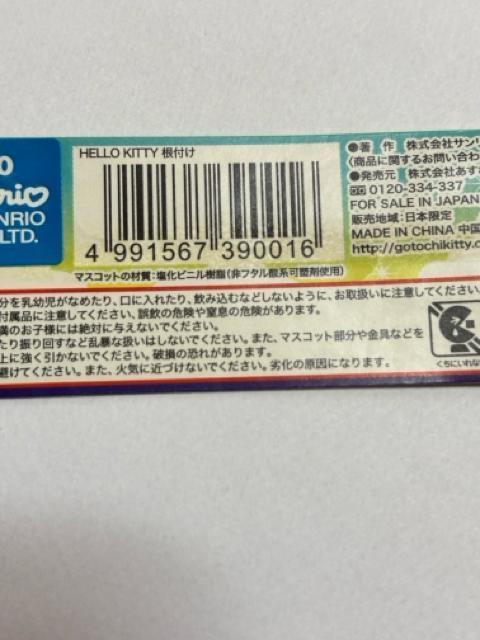 HELLO KITTY 根付け
4 991567 390016
マスコットの材質：塩化ビニル樹脂（非フタル酸系可塑剤使用）
NRIO
LTD.
●著 作 株式会社サンリ
（商品に関するお問い合わ
●発売元 株式会社あす
0120-334-337
FOR SALE IN JAPAN
販売地域：日本限定
MADE IN CHINA 中国
http://gotochikitty.c
分を乳幼児がなめたり、口に入れたり、飲み込むなどしないように、お取扱いに注意してください。
付属品に注意してください。誤飲の危険や窒息の危険があります。
満のお子様には絶対に与えないでください。
たり振り回すなど乱暴な扱いはしないでください。また、マスコット部分や金具などを
上に強く引かないでください。破損の恐れがあります。
避けてください。また、火気に近づけないでください。劣化の原因になります。
くちにいれな